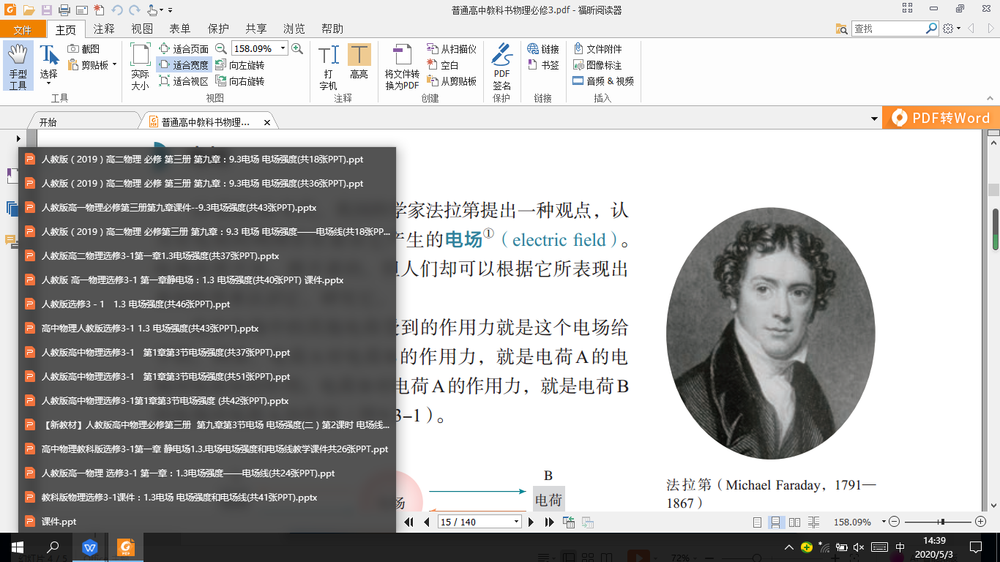 普通高中教科书物理必修3.pdf - 福昕阅读器
文件 主页 注释 视图 表单 保护 共享 浏览 帮助 查找
手型工具 选择 截图 剪贴板
实际大小 适合页面 适合宽度 适合视区 158.09% 向左旋转 向右旋转
打字机 高亮
将文件转换为PDF 从扫描仪 空白 从剪贴板
PDF签名 链接 书签
文件附件 图像标注 音频 & 视频
工具 视图 注释 创建 保护 链接 插入
开始 普通高中教科书物理... PDF转Word
人教版（2019）高二物理 必修 第三册 第九章：9.3电场 电场强度(共18张PPT).ppt
人教版（2019）高二物理 必修 第三册 第九章：9.3电场 电场强度(共36张PPT).ppt
人教版高一物理必修第三册第九章课件--9.3电场强度(共43张PPT).pptx
人教版（2019）高二物理 必修第三册 第九章：9.3 电场 电场强度——电场线(共18张PP...
人教版高二物理选修3-1第一章1.3电场强度(共37张PPT).pptx
人教版 高一物理选修3-1 第一章静电场：1.3 电场强度(共40张PPT) 课件.pptx
人教版选修3－1　1.3 电场强度(共46张PPT).ppt
高中物理人教版选修3-1 1.3 电场强度(共43张PPT).pptx
人教版高中物理选修3-1　第1章第3节电场强度(共37张PPT).ppt
人教版高中物理选修3-1　第1章第3节电场强度(共51张PPT).ppt
人教版高中物理选修3-1第1章第3节电场强度 (共42张PPT).pptx
【新教材】人教版高中物理必修第三册 第九章第3节电场 电场强度(二 ) 第2课时 电场线...
高中物理教科版选修3-1第一章 静电场1.3.电场电场强度和电场线教学课件共26张PPT.ppt
人教版高一物理 选修3-1 第一章：1.3电场强度——电场线(共24张PPT).ppt
教科版物理选修3-1课件：1.3电场 电场强度和电场线(共41张PPT).pptx
课件.ppt
学家法拉第提出一种观点，认
产生的电场①（electric field）。
人们却可以根据它所表现出
到的作用力就是这个电场给
的作用力，就是电荷A的电
电荷A的作用力，就是电荷B
3-1）。
场
B
电荷
法拉第（Michael Faraday，1791—
1867）
15 / 140 158.09%
中 14:39
2020/5/3
幻灯片 4 / 5 72%